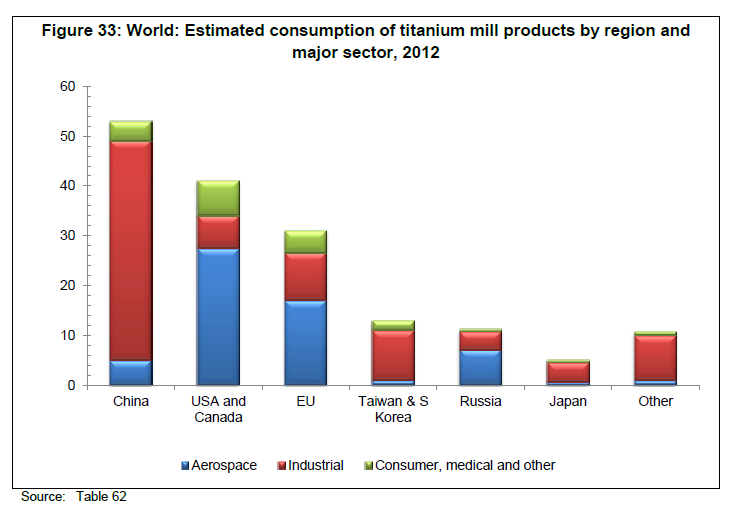 Figure 33: World: Estimated consumption of titanium mill products by region and
major sector, 2012
60
50
40
30
20
10
0
China
USA and
Canada
EU
Taiwan & S
Korea
Russia
Japan
Other
Aerospace
Industrial
Consumer, medical and other
Source: Table 62